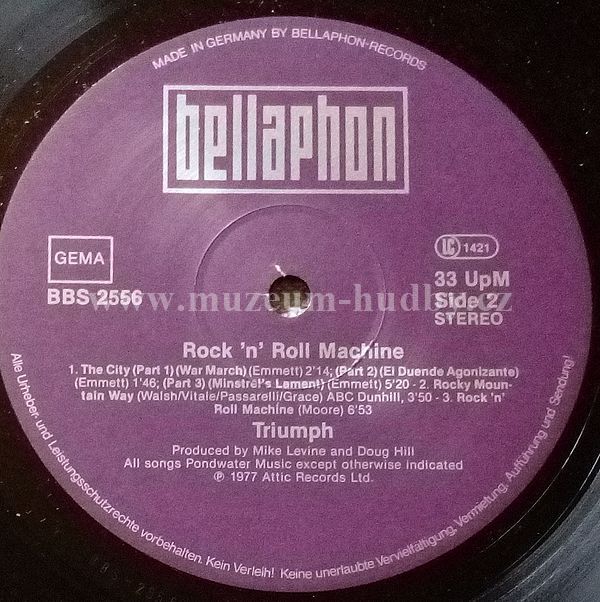 MADE IN GERMANY BY BELLAPHON-RECORDS
bellaphon
GEMA
BBS 2556
LC 1421
33 UpM
Side 2
STEREO
www.muzeum-hudby.cz
Rock 'n' Roll Machine
1. The City (Part 1) (War March) (Emmett) 2'14; (Part 2) (El Duende Agonizante)
(Emmett) 1'46; (Part 3) (Minstrel's Lament) (Emmett) 5'20 - 2. Rocky Moun-
tain Way (Walsh/Vitale/Passarelli/Grace) ABC Dunhill, 3'50 - 3. Rock 'n'
Roll Machine (Moore) 6'53
Triumph
Produced by Mike Levine and Doug Hill
All songs Pondwater Music except otherwise indicated
℗ 1977 Attic Records Ltd.
Alle Urheber- und Leistungsschutzrechte vorbehalten. Kein Verleih! Keine unerlaubte Vervielfältigung, Vermietung, Aufführung und Sendung!